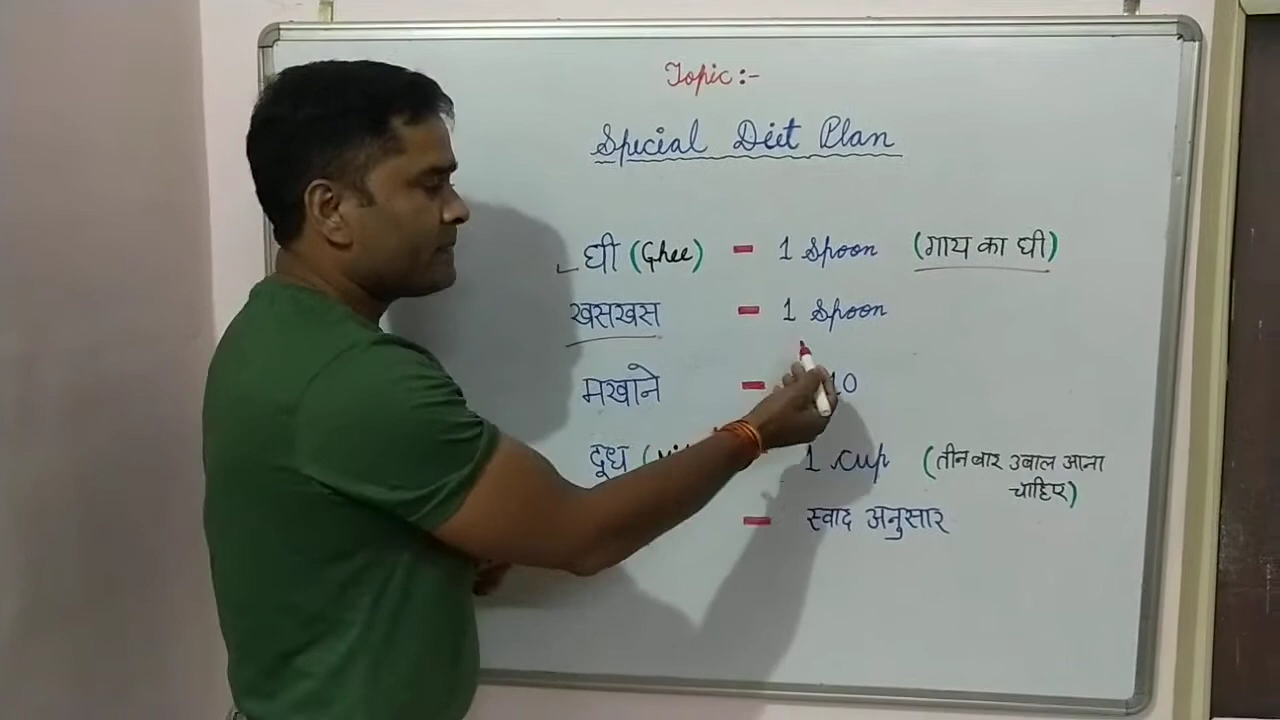 Topic:-
Special Diet Plan
घी (Ghee) - 1 Spoon (गाय का घी)
खसखस - 1 Spoon
मखाने - 10
दूध - 1 cup (तीन बार उबाल आना
चाहिए)
- स्वाद अनुसार